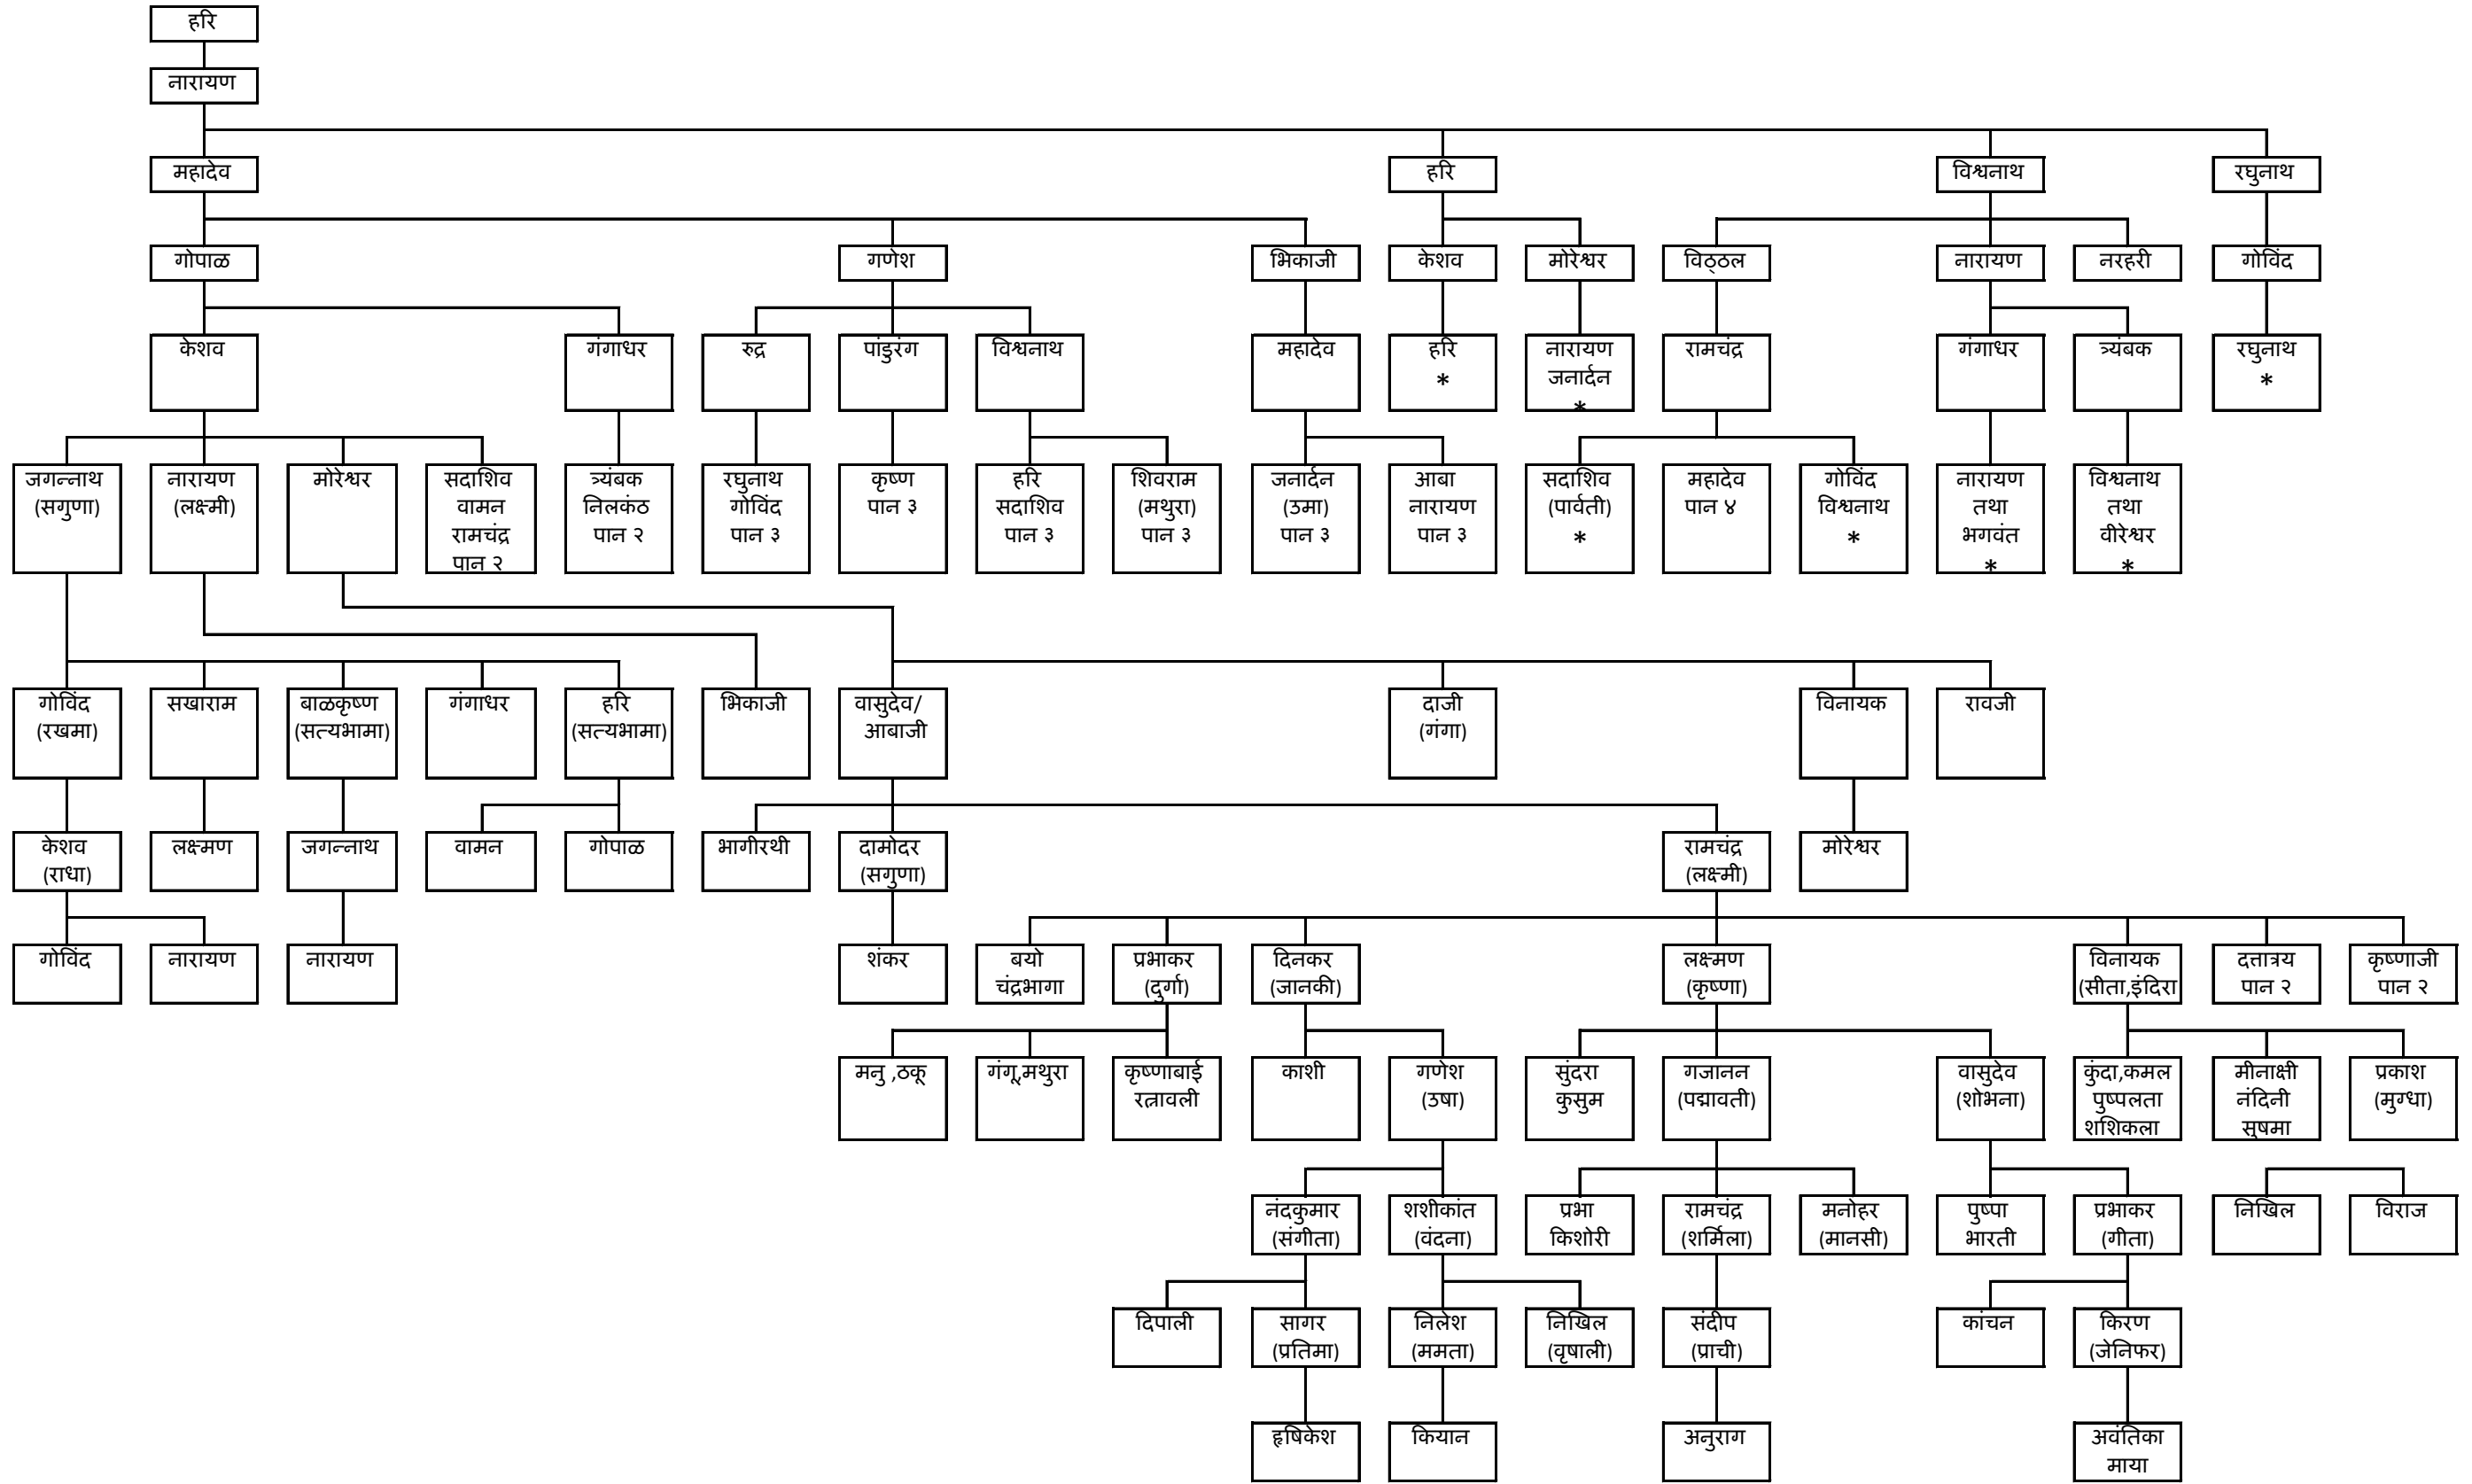 हरि
नारायण
महादेव
हरि
विश्वनाथ
रघुनाथ
गोपाळ
गणेश
भिकाजी
केशव
मोरेश्वर
विठ्ठल
नारायण
नरहरी
गोविंद
केशव
गंगाधर
रुद्र
पांडुरंग
विश्वनाथ
महादेव
हरि
*
नारायण
जनार्दन
*
रामचंद्र
गंगाधर
त्र्यंबक
रघुनाथ
*
जगन्नाथ
(सगुणा)
नारायण
(लक्ष्मी)
मोरेश्वर
सदाशिव
वामन
रामचंद्र
पान २
त्र्यंबक
निलकंठ
पान २
रघुनाथ
गोविंद
पान ३
कृष्ण
पान ३
हरि
सदाशिव
पान ३
शिवराम
(मथुरा)
पान ३
जनार्दन
(उमा)
पान ३
आबा
नारायण
पान ३
सदाशिव
(पार्वती)
*
महादेव
पान ४
गोविंद
विश्वनाथ
*
नारायण
तथा
भगवंत
*
विश्वनाथ
तथा
वीरेश्वर
*
गोविंद
(रखमा)
सखाराम
बाळकृष्ण
(सत्यभामा)
गंगाधर
हरि
(सत्यभामा)
भिकाजी
वासुदेव/
आबाजी
दाजी
(गंगा)
विनायक
रावजी
केशव
(राधा)
लक्ष्मण
जगन्नाथ
वामन
गोपाळ
भागीरथी
दामोदर
(सगुणा)
रामचंद्र
(लक्ष्मी)
मोरेश्वर
गोविंद
नारायण
नारायण
शंकर
बयो
चंद्रभागा
प्रभाकर
(दुर्गा)
दिनकर
(जानकी)
लक्ष्मण
(कृष्णा)
विनायक
(सीता,इंदिरा
दत्तात्रय
पान २
कृष्णाजी
पान २
मनु ,ठकू
गंगू,मथुरा
कृष्णाबाई
रत्नावली
काशी
गणेश
(उषा)
सुंदरा
कुसुम
गजानन
(पद्मावती)
वासुदेव
(शोभना)
कुंदा,कमल
पुष्पलता
शशिकला
मीनाक्षी
नंदिनी
सुषमा
प्रकाश
(मुग्धा)
नंदकुमार
(संगीता)
शशीकांत
(वंदना)
प्रभा
किशोरी
रामचंद्र
(शर्मिला)
मनोहर
(मानसी)
पुष्पा
भारती
प्रभाकर
(गीता)
निखिल
विराज
दिपाली
सागर
(प्रतिमा)
निलेश
(ममता)
निखिल
(वृषाली)
संदीप
(प्राची)
कांचन
किरण
(जेनिफर)
हृषिकेश
कियान
अनुराग
अवंतिका
माया